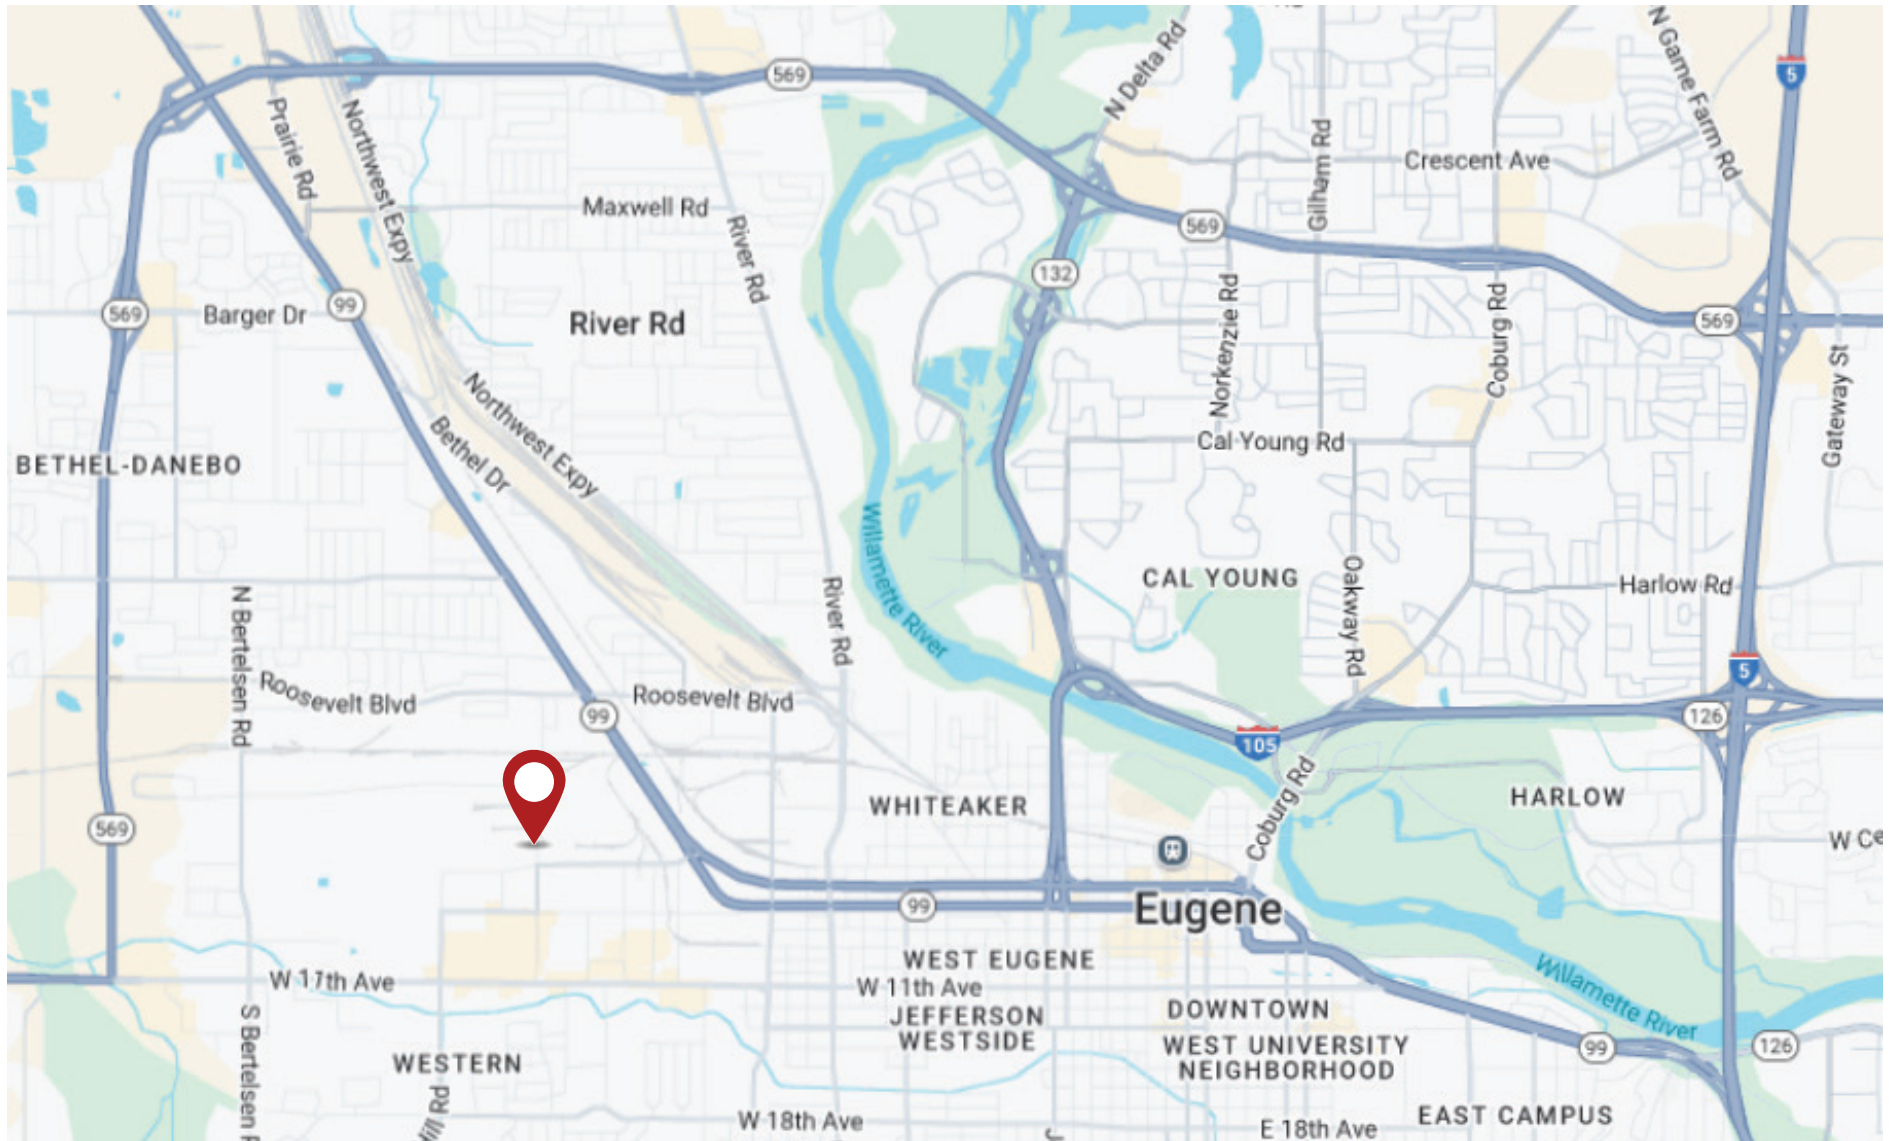 N Delta Rd
N Game Farm Rd
5
569
Prairie Rd
Northwest Expy
Gilham Rd
Crescent Ave
Maxwell Rd
River Rd
569
132
569
Barger Dr
99
River Rd
Norkenzie Rd
Coburg Rd
569
Gateway St
Northwest Expy
Bethel Dr
Cal Young Rd
BETHEL-DANEBO
Willamette River
CAL YOUNG
Oakway Rd
Harlow Rd
N Bertelsen Rd
River Rd
Roosevelt Blvd
Roosevelt Blvd
5
99
126
105
Coburg Rd
WHITEAKER
HARLOW
569
W Ce
99
Eugene
WEST EUGENE
W 11th Ave
W 11th Ave
Willamette River
JEFFERSON
WESTSIDE
DOWNTOWN
WEST UNIVERSITY
NEIGHBORHOOD
99
126
S Bertelsen R
WESTERN
Hill Rd
W 18th Ave
E 18th Ave
EAST CAMPUS